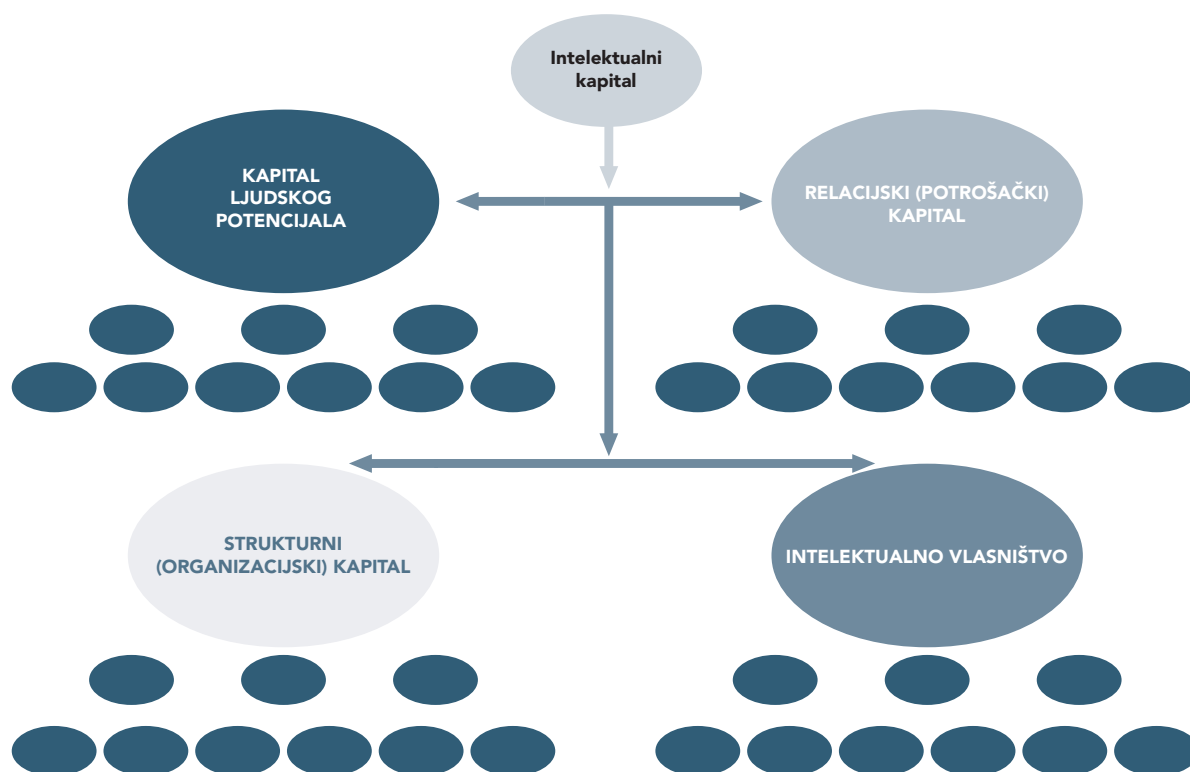 Intelektualni
kapital
KAPITAL
LJUDSKOG
POTENCIJALA
RELACIJSKI (POTROŠAČKI)
KAPITAL
STRUKTURNI
(ORGANIZACIJSKI) KAPITAL
INTELEKTUALNO VLASNIŠTVO